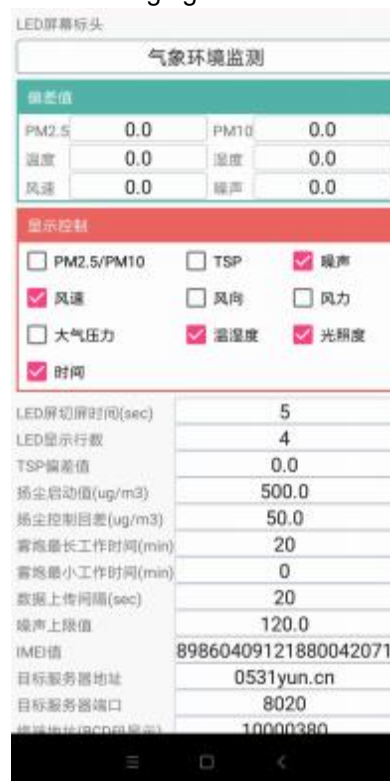 LED屏幕标头
气象环境监测
偏差值
PM2.5 0.0 PM10 0.0
温度 0.0 湿度 0.0
风速 0.0 噪声 0.0
显示控制
PM2.5/PM10 TSP 噪声
风速 风向 风力
大气压力 温湿度 光照度
时间
LED屏切屏时间(sec) 5
LED显示行数 4
TSP偏差值 0.0
扬尘启动值(ug/m3) 500.0
扬尘控制回差(ug/m3) 50.0
雾炮最长工作时间(min) 20
雾炮最小工作时间(min) 0
数据上传间隔(sec) 20
噪声上限值 120.0
IMEI值 89860409121880042071
目标服务器地址 0531yun.cn
目标服务器端口 8020
10000380